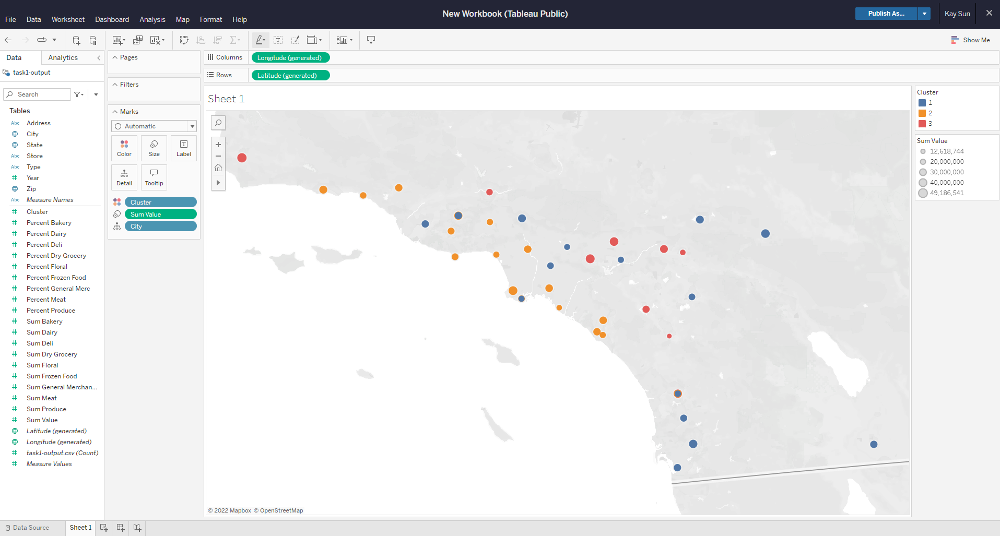 New Workbook (Tableau Public)
Publish As...
Kay Sun
File Data Worksheet Dashboard Analysis Map Format Help
Show Me
Data Analytics
task1-output
Search
Tables
Abc Address
City
State
Abc Store
Abc Type
Year
Zip
Abc Measure Names
Cluster
Percent Bakery
Percent Dairy
Percent Deli
Percent Dry Grocery
Percent Floral
Percent Frozen Food
Percent General Merc
Percent Meat
Percent Produce
Sum Bakery
Sum Dairy
Sum Deli
Sum Dry Grocery
Sum Floral
Sum Frozen Food
Sum General Merchan...
Sum Meat
Sum Produce
Sum Value
Latitude (generated)
Longitude (generated)
task1-output.csv (Count)
Measure Values
Pages
Filters
Marks
Automatic
Color Size Label
Detail Tooltip
Cluster
Sum Value
City
Columns Longitude (generated)
Rows Latitude (generated)
Sheet 1
© 2022 Mapbox © OpenStreetMap
Cluster
1
2
3
Sum Value
12,618,744
20,000,000
30,000,000
40,000,000
49,186,541
Data Source Sheet 1